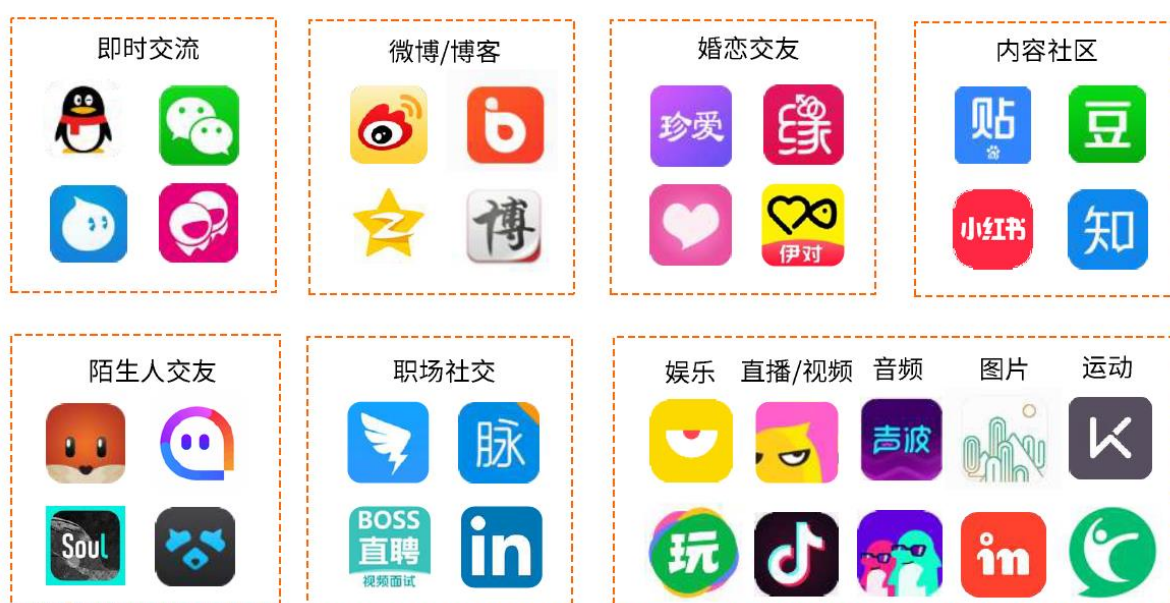 即时交流
微博/博客
婚恋交友
内容社区
珍爱
缘
贴
豆
博
伊对
小红书
知
陌生人交友
职场社交
娱乐
直播/视频
音频
图片
运动
脉
声波
Soul
BOSS
直聘
视频面试
in
玩
in